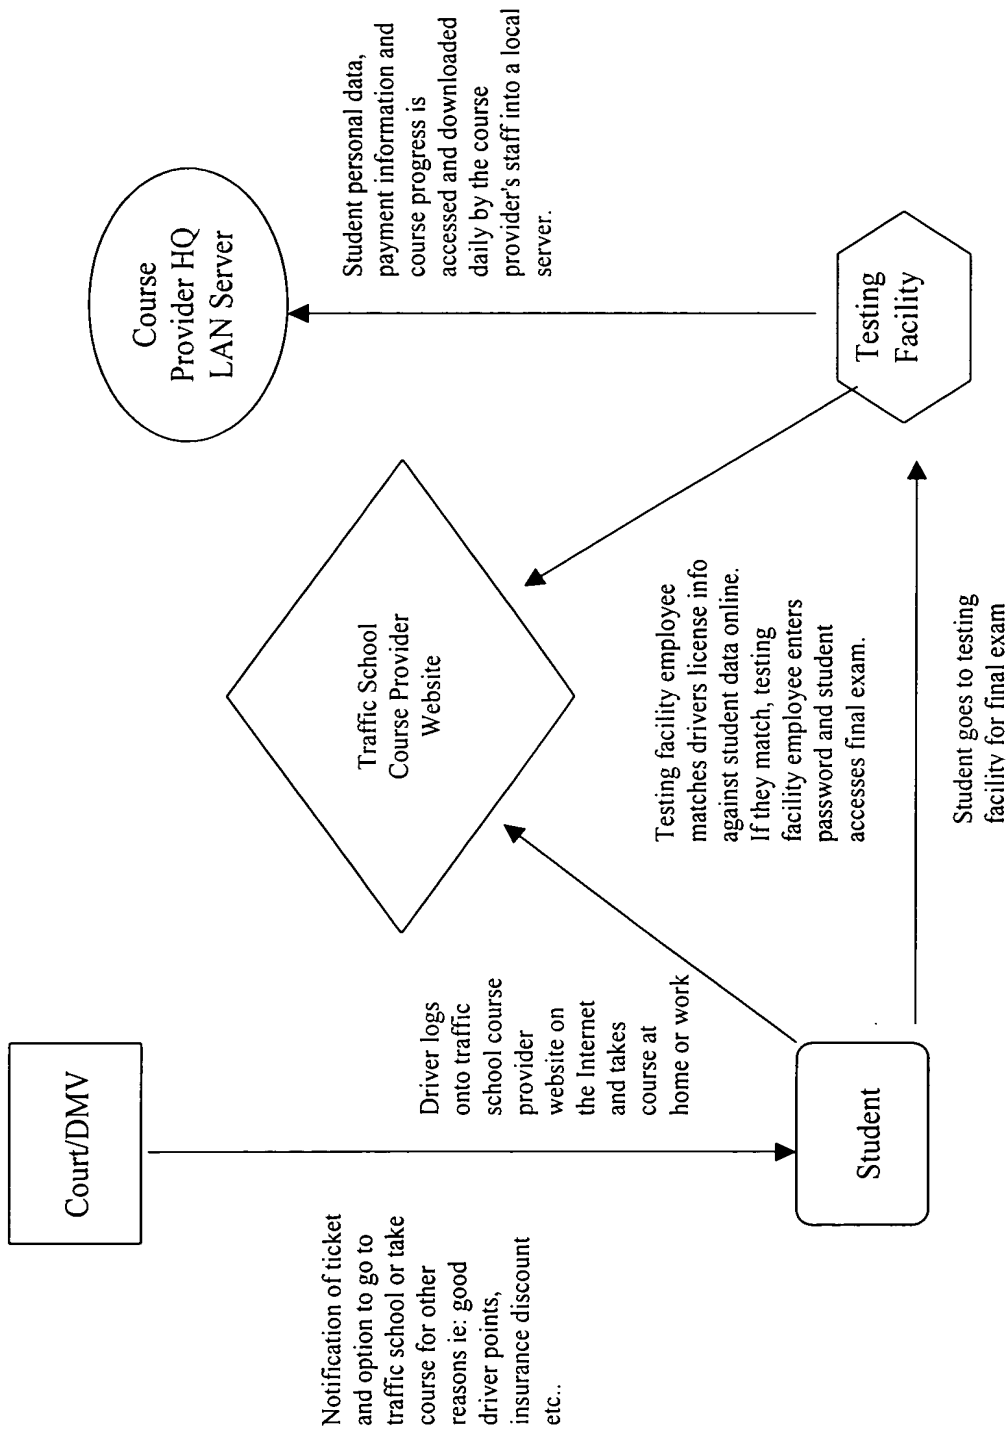 Court/DMV
Notification of ticket
and option to go to
traffic school or take
course for other
reasons ie: good
driver points,
insurance discount
etc..
Driver logs
onto traffic
school course
provider
website on
the Internet
and takes
course at
home or work
Student
Traffic School
Course Provider
Website
Testing facility employee
matches drivers license info
against student data online.
If they match, testing
facility employee enters
password and student
accesses final exam.
Student goes to testing
facility for final exam
Course
Provider HQ
LAN Server
Student personal data,
payment information and
course progress is
accessed and downloaded
daily by the course
provider's staff into a local
server.
Testing
Facility